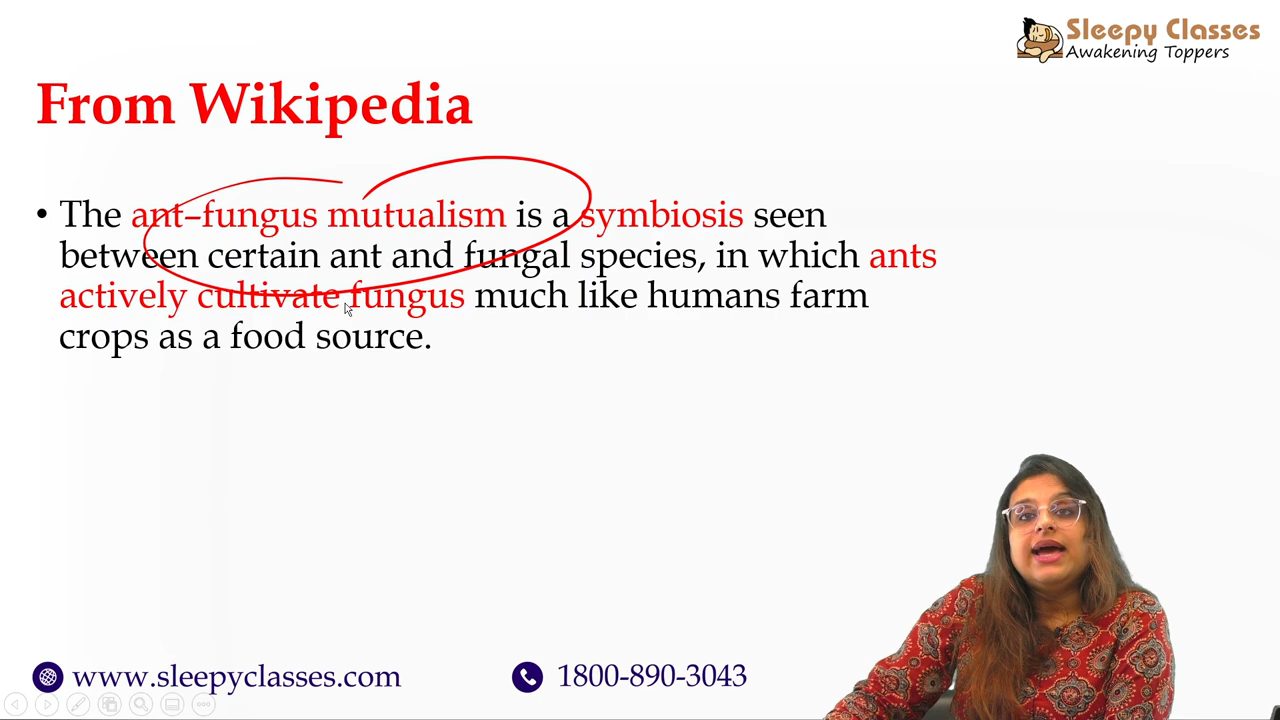 Sleepy Classes
Awakening Toppers
From Wikipedia
• The ant–fungus mutualism is a symbiosis seen
between certain ant and fungal species, in which ants
actively cultivate fungus much like humans farm
crops as a food source.
www.sleepyclasses.com
1800-890-3043